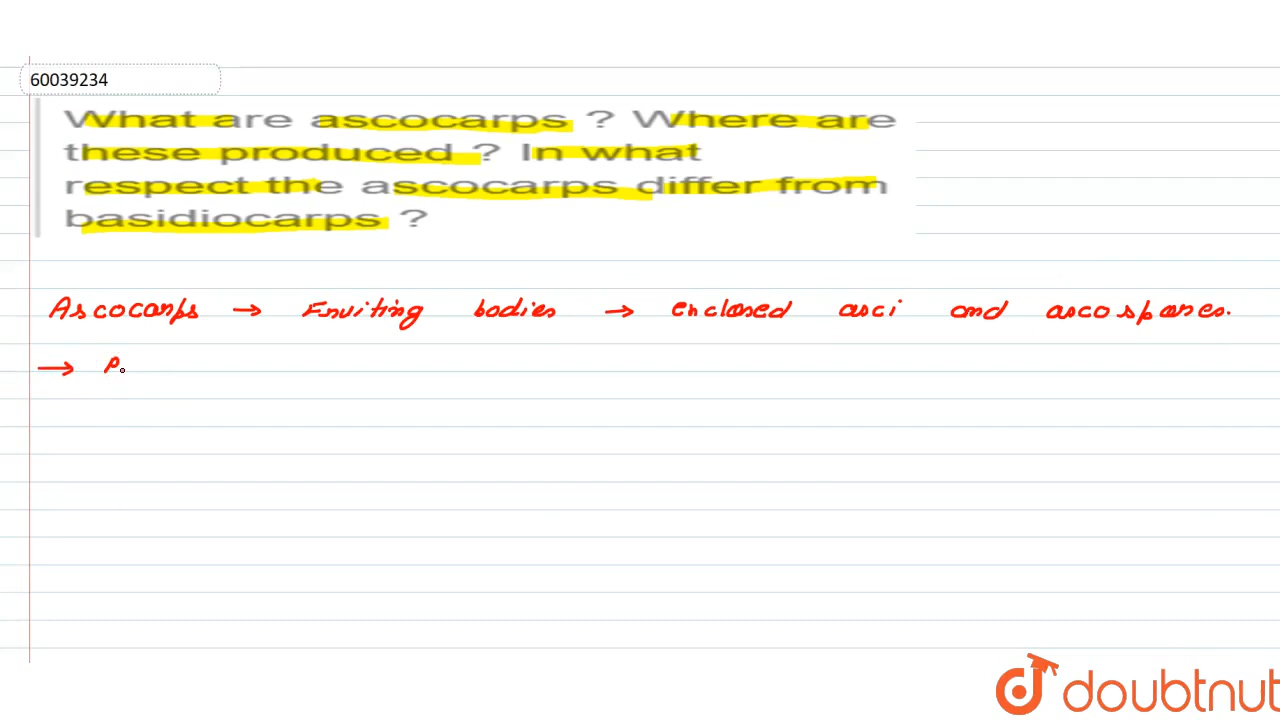 60039234
What are ascocarps ? Where are
these produced ? In what
respect the ascocarps differ from
basidiocarps ?
Ascocarps → Fruiting bodies → enclosed asci and ascospores.
→ P
doubtnut